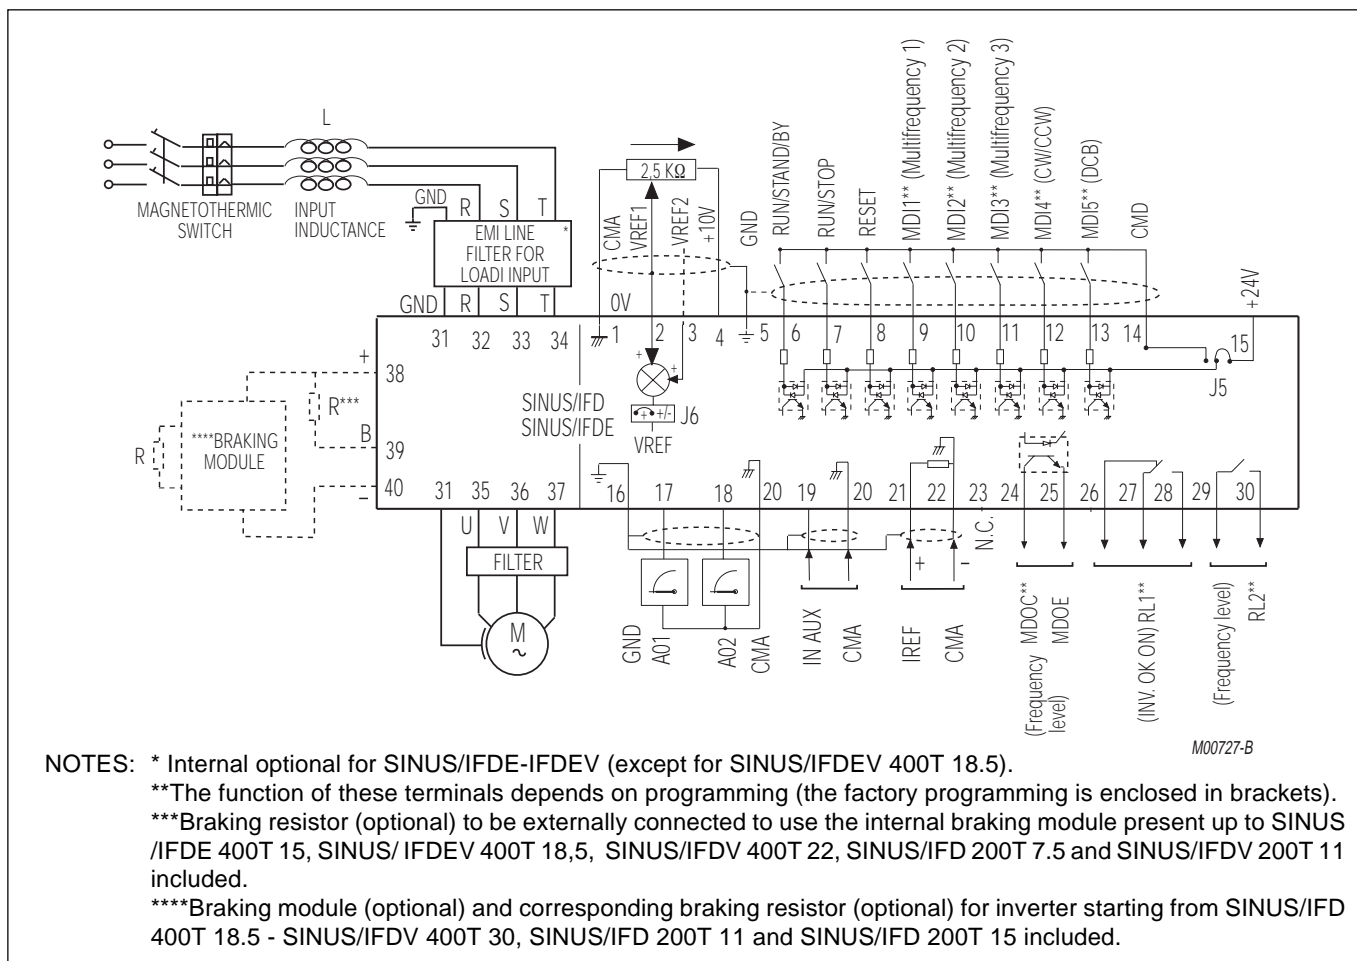 L
MAGNETOTHERMIC
SWITCH
INPUT
INDUCTANCE
GND
R
S
T
EMI LINE
FILTER FOR
LOADI INPUT
*
GND
R
S
T
2,5 KΩ
CMA
VREF1
VREF2
+10V
GND
0V
RUN/STAND/BY
RUN/STOP
RESET
MDI1** (Multifrequency 1)
MDI2** (Multifrequency 2)
MDI3** (Multifrequency 3)
MDI4** (CW/CCW)
MDI5** (DCB)
CMD
+24V
31
32
33
34
1
2
3
4
5
6
7
8
9
10
11
12
13
14
15
J5
+
38
R***
B
39
40
–
R
****BRAKING
MODULE
SINUS/IFD
SINUS/IFDE
+
+
+
+/-
J6
VREF
31
35
36
37
U
V
W
FILTER
M
~
16
17
18
20
19
20
21
22
23
24
25
26
27
28
29
30
N.C.
+
–
GND
A01
A02
CMA
IN AUX
CMA
IREF
CMA
MDOC**
MDOE
(Frequency
level)
(INV. OK ON) RL1**
(Frequency level)
RL2**
M00727-B
NOTES: * Internal optional for SINUS/IFDE-IFDEV (except for SINUS/IFDEV 400T 18.5).
**The function of these terminals depends on programming (the factory programming is enclosed in brackets).
***Braking resistor (optional) to be externally connected to use the internal braking module present up to SINUS
/IFDE 400T 15, SINUS/ IFDEV 400T 18,5, SINUS/IFDV 400T 22, SINUS/IFD 200T 7.5 and SINUS/IFDV 200T 11
included.
****Braking module (optional) and corresponding braking resistor (optional) for inverter starting from SINUS/IFD
400T 18.5 - SINUS/IFDV 400T 30, SINUS/IFD 200T 11 and SINUS/IFD 200T 15 included.